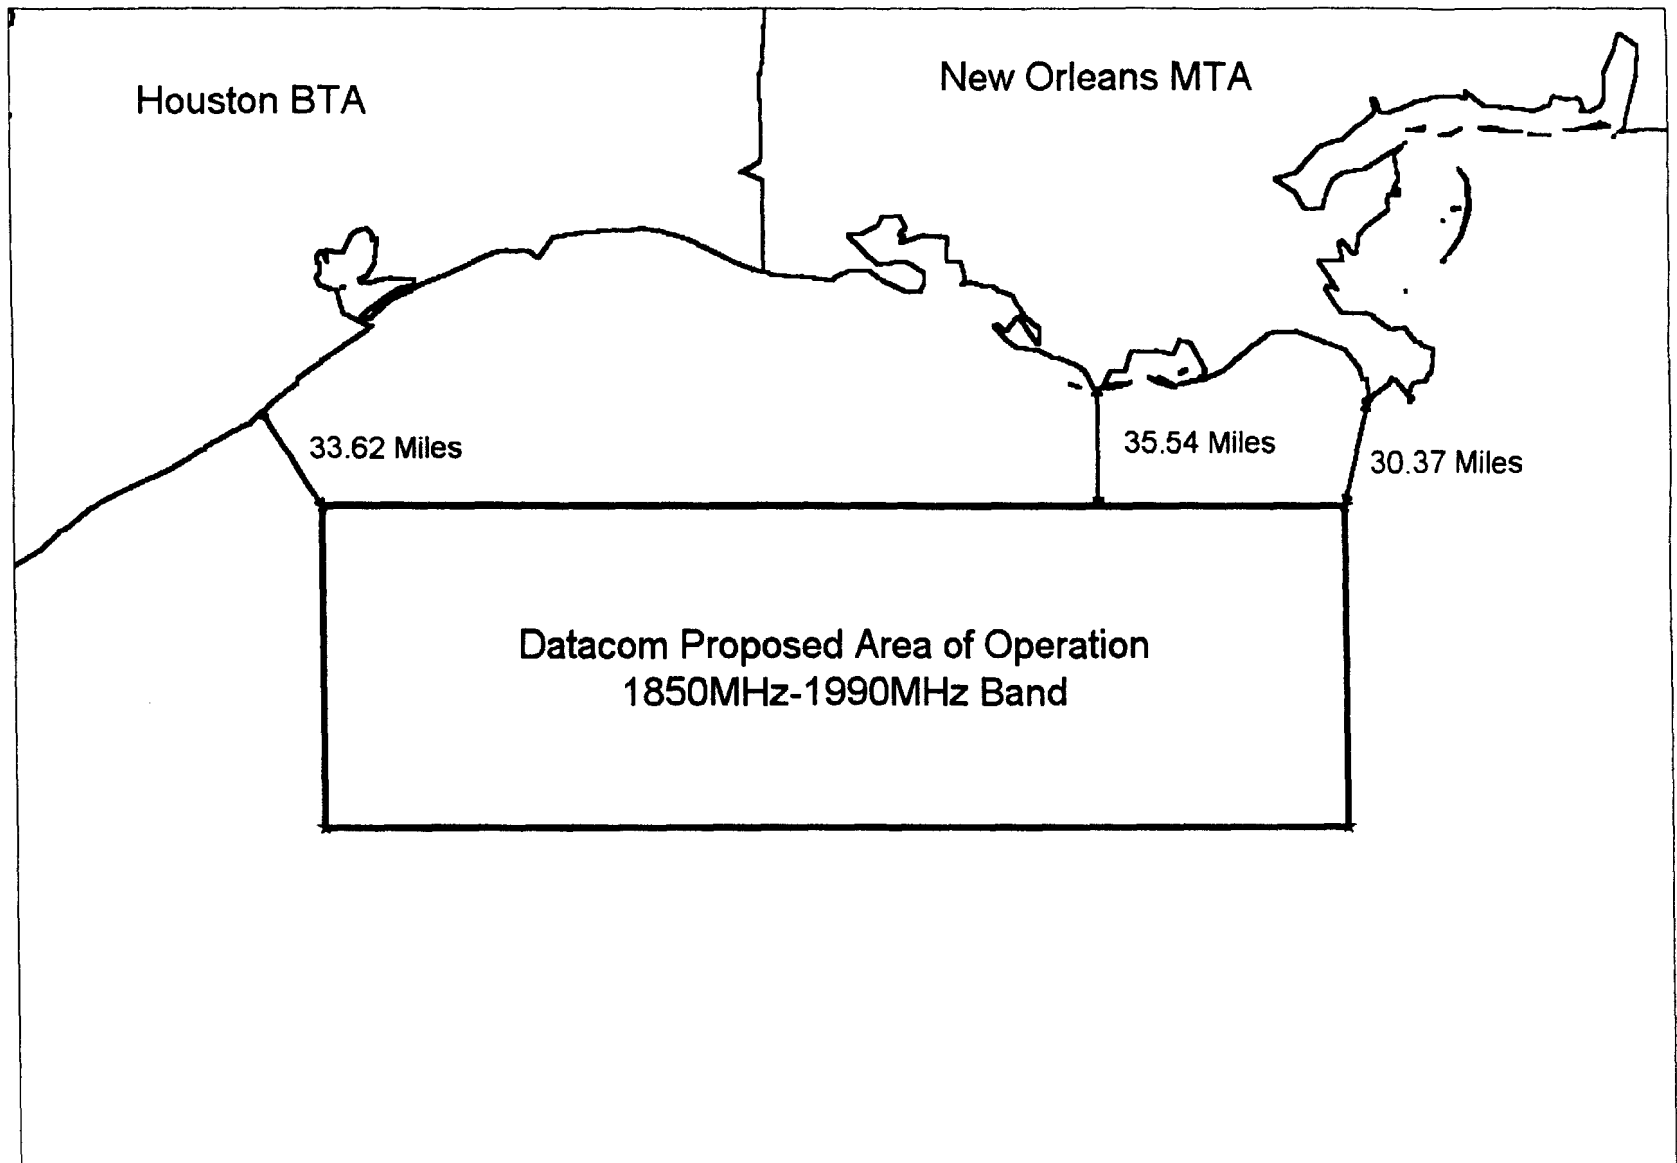 New Orleans MTA
Houston BTA
33.62 Miles
35.54 Miles
30.37 Miles
Datacom Proposed Area of Operation
1850MHz-1990MHz Band